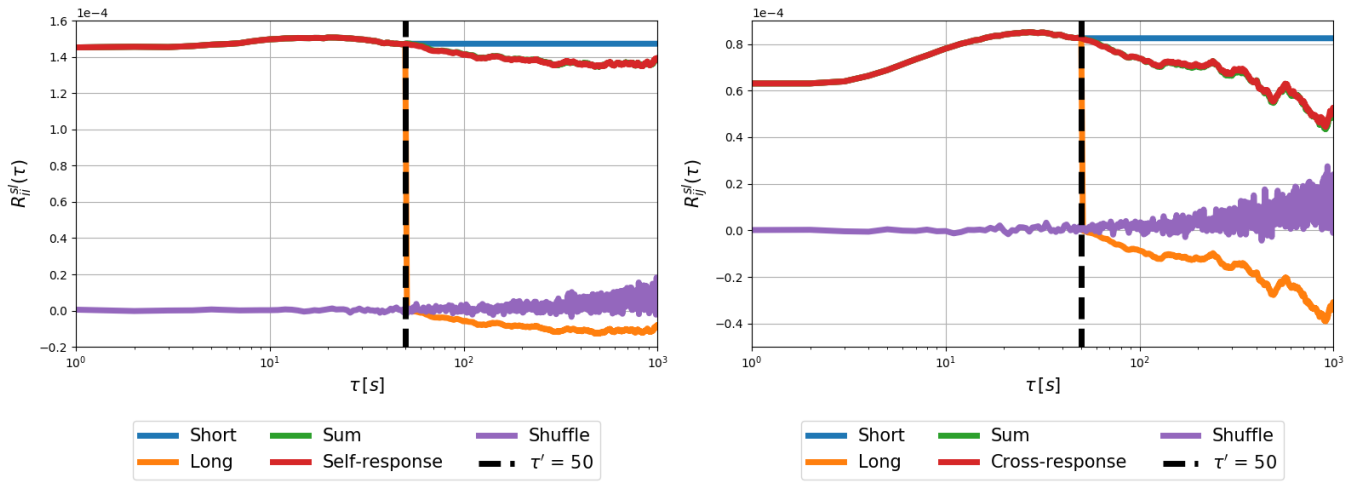 1e−4
1.6
1.4
1.2
1.0
0.8
0.6
0.4
0.2
0.0
−0.2
R_{ii}^{sl}(τ)
10^0
10^1
10^2
10^3
τ [s]
Short
Sum
Shuffle
Long
Self-response
τ′ = 50
1e−4
0.8
0.6
0.4
0.2
0.0
−0.2
−0.4
R_{ij}^{sl}(τ)
10^0
10^1
10^2
10^3
τ [s]
Short
Sum
Shuffle
Long
Cross-response
τ′ = 50